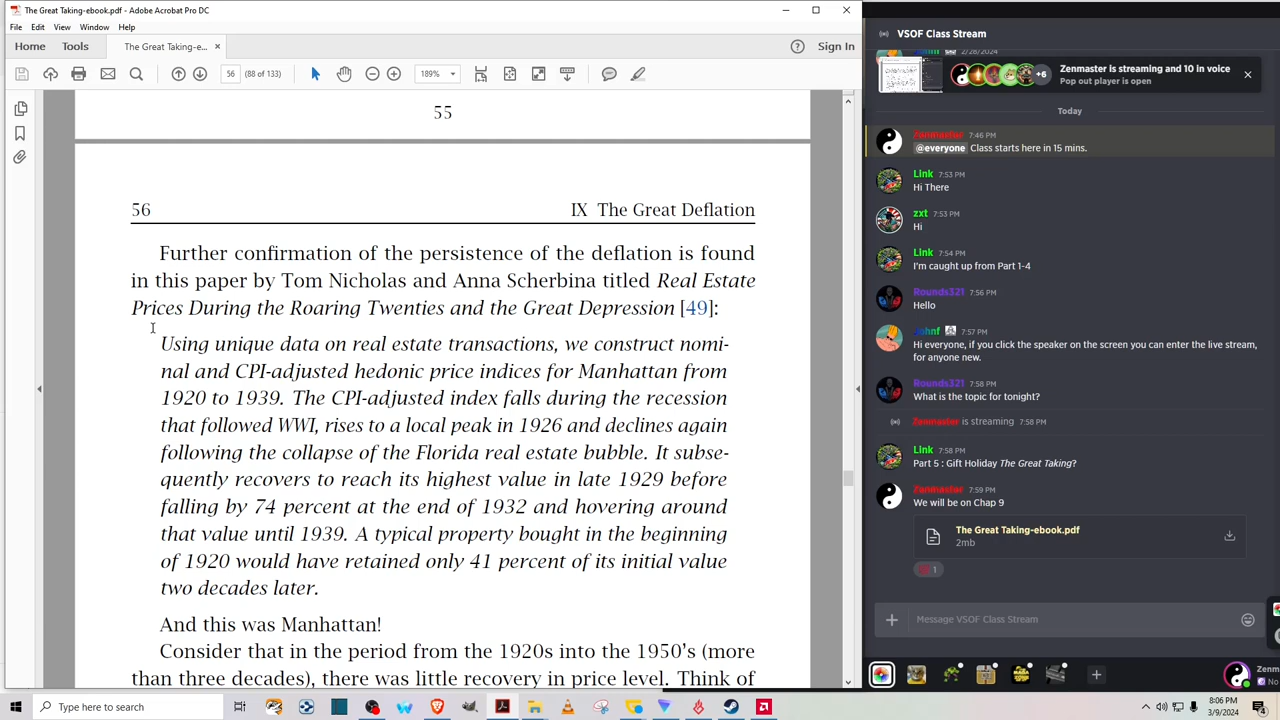 The Great Taking-ebook.pdf - Adobe Acrobat Pro DC
File Edit View Window Help
Home Tools The Great Taking-e... × Sign In
56 (88 of 133) 189%
55
56 IX The Great Deflation
Further confirmation of the persistence of the deflation is found
in this paper by Tom Nicholas and Anna Scherbina titled Real Estate
Prices During the Roaring Twenties and the Great Depression [49]:
Using unique data on real estate transactions, we construct nomi-
nal and CPI-adjusted hedonic price indices for Manhattan from
1920 to 1939. The CPI-adjusted index falls during the recession
that followed WWI, rises to a local peak in 1926 and declines again
following the collapse of the Florida real estate bubble. It subse-
quently recovers to reach its highest value in late 1929 before
falling by 74 percent at the end of 1932 and hovering around
that value until 1939. A typical property bought in the beginning
of 1920 would have retained only 41 percent of its initial value
two decades later.
And this was Manhattan!
Consider that in the period from the 1920s into the 1950's (more
than three decades), there was little recovery in price level. Think of
VSOF Class Stream
2/28/2024
Zenmaster is streaming and 10 in voice
Pop out player is open
+6
Today
Zenmaster 7:46 PM
@everyone Class starts here in 15 mins.
Link 7:53 PM
Hi There
zxt 7:53 PM
Hi
Link 7:54 PM
I'm caught up from Part 1-4
Rounds321 7:56 PM
Hello
7:57 PM
Hi everyone, if you click the speaker on the screen you can enter the live stream,
for anyone new.
Rounds321 7:58 PM
What is the topic for tonight?
Zenmaster is streaming 7:58 PM
Link 7:58 PM
Part 5 : Gift Holiday The Great Taking?
Zenmaster 7:59 PM
We will be on Chap 9
The Great Taking-ebook.pdf
2mb
1
Message VSOF Class Stream
Zenm
No
Type here to search
8:06 PM
3/9/2024
4